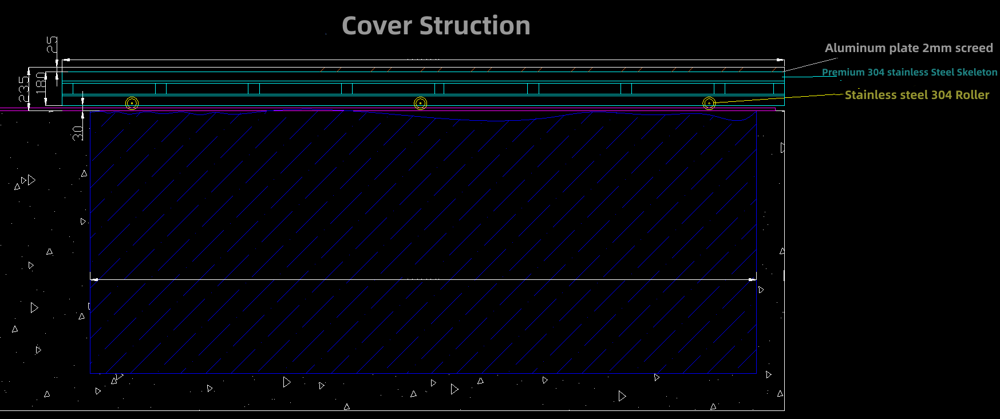 Cover Struction
25
Aluminum plate 2mm screed
Premium 304 stainless Steel Skeleton
235
180
Stainless steel 304 Roller
30